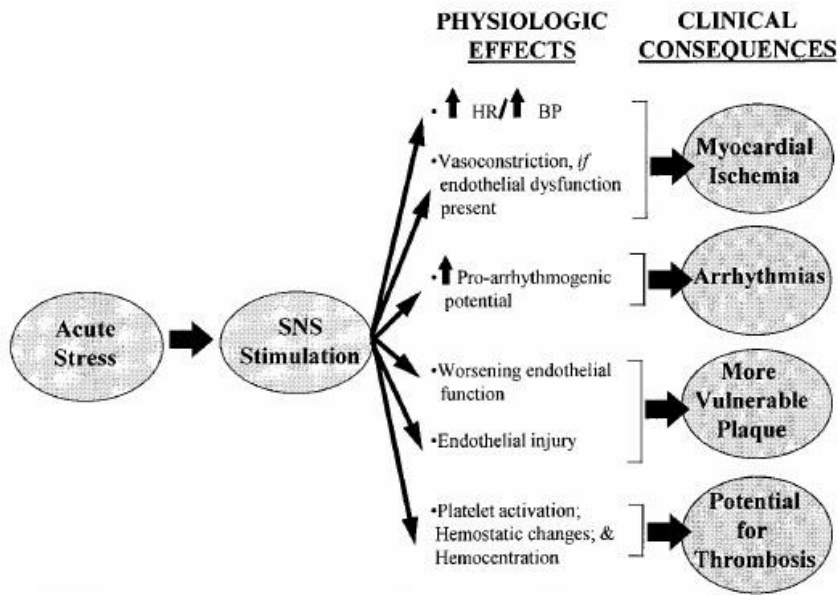 PHYSIOLOGIC
EFFECTS
CLINICAL
CONSEQUENCES
• HR/ BP
•Vasoconstriction, if
endothelial dysfunction
present
Myocardial
Ischemia
• Pro-arrhythmogenic
potential
Arrhythmias
Acute
Stress
SNS
Stimulation
•Worsening endothelial
function
•Endothelial injury
More
Vulnerable
Plaque
•Platelet activation;
Hemostatic changes; &
Hemocentration
Potential
for
Thrombosis